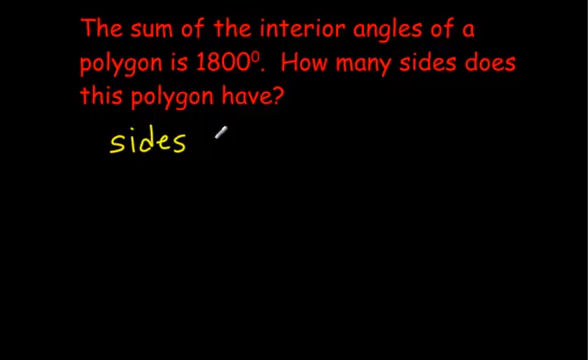 The sum of the interior angles of a
polygon is 1800⁰. How many sides does
this polygon have?
sides